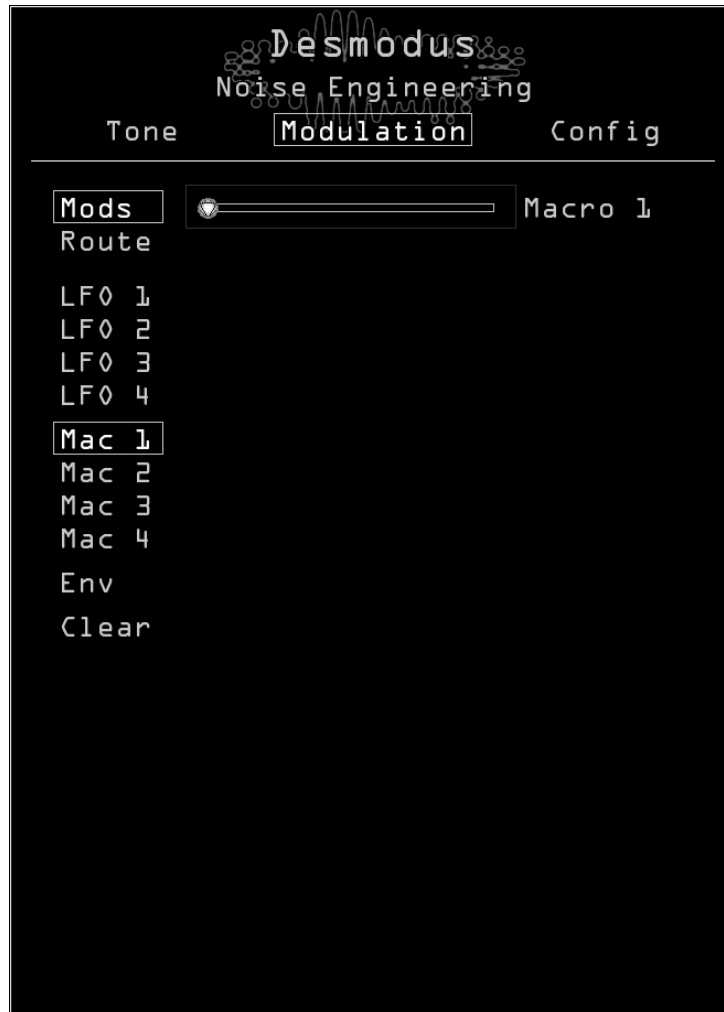 Desmodus
Noise Engineering
Tone Modulation Config
Mods Macro 1
Route
LFO 1
LFO 2
LFO 3
LFO 4
Mac 1
Mac 2
Mac 3
Mac 4
Env
Clear